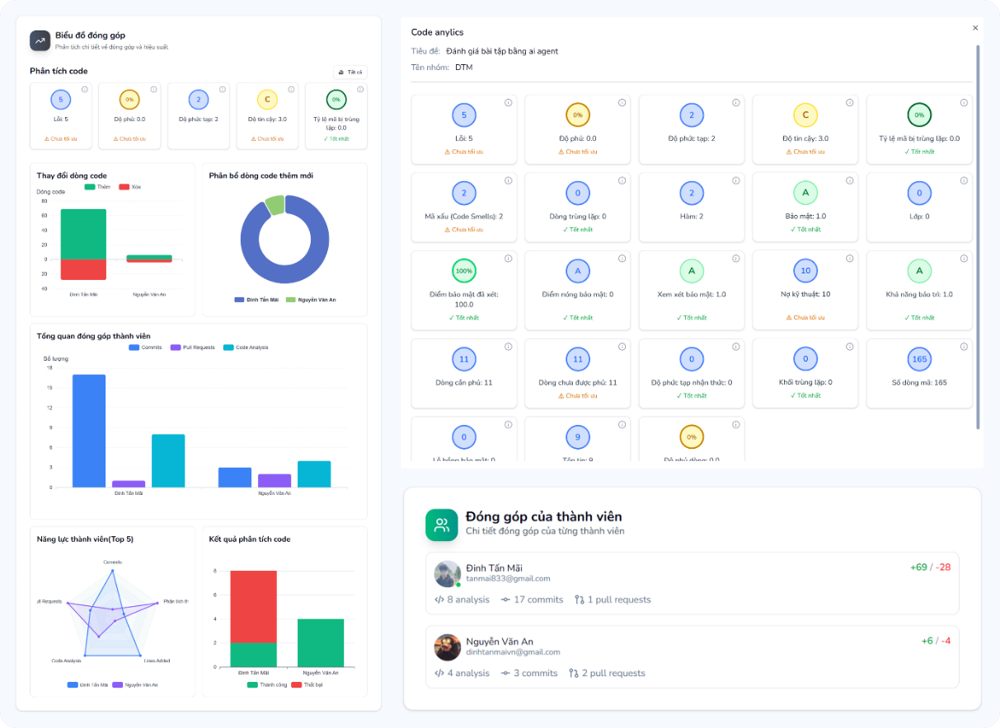 Biểu đồ đóng góp
Phân tích chi tiết về đóng góp và hiệu suất
Phân tích code
Tất cả
5
Lỗi: 5
⚠ Chưa tối ưu
0%
Độ phủ: 0.0
⚠ Chưa tối ưu
2
Độ phức tạp: 2
C
Độ tin cậy: 3.0
⚠ Chưa tối ưu
0%
Tỷ lệ mã bị trùng
lặp: 0.0
✓ Tốt nhất
Thay đổi dòng code
Thêm
Xóa
Dòng code
80
60
40
20
0
20
40
Đinh Tấn Mãi
Nguyễn Văn An
Phân bổ dòng code thêm mới
Đinh Tấn Mãi
Nguyễn Văn An
Tổng quan đóng góp thành viên
Commits
Pull Requests
Code Analysis
Số lượng
18
15
12
9
6
3
0
Đinh Tấn Mãi
Nguyễn Văn An
Năng lực thành viên(Top 5)
Commits
ull Requests
Phân tích th
Code Analysis
Lines Added
Đinh Tấn Mãi
Nguyễn Văn An
Kết quả phân tích code
8
6
4
2
0
Đinh Tấn Mãi
Nguyễn Văn An
Thành công
Thất bại
Code anylics
×
Tiêu đề: Đánh giá bài tập bằng ai agent
Tên nhóm: DTM
5
Lỗi: 5
⚠ Chưa tối ưu
0%
Độ phủ: 0.0
⚠ Chưa tối ưu
2
Độ phức tạp: 2
C
Độ tin cậy: 3.0
⚠ Chưa tối ưu
0%
Tỷ lệ mã bị trùng lặp: 0.0
✓ Tốt nhất
2
Mã xấu (Code Smells): 2
⚠ Chưa tối ưu
0
Dòng trùng lặp: 0
✓ Tốt nhất
2
Hàm: 2
A
Bảo mật: 1.0
✓ Tốt nhất
0
Lớp: 0
100%
Điểm bảo mật đã xét:
100.0
✓ Tốt nhất
A
Điểm nóng bảo mật: 0
✓ Tốt nhất
A
Xem xét bảo mật: 1.0
✓ Tốt nhất
10
Nợ kỹ thuật: 10
⚠ Chưa tối ưu
A
Khả năng bảo trì: 1.0
✓ Tốt nhất
11
Dòng cần phủ: 11
11
Dòng chưa được phủ: 11
⚠ Chưa tối ưu
0
Độ phức tạp nhận thức: 0
✓ Tốt nhất
0
Khối trùng lặp: 0
✓ Tốt nhất
165
Số dòng mã: 165
0
Lỗ hổng bảo mật: 0
9
Tệp tin: 9
0%
Độ phủ dòng: 0.0
Đóng góp của thành viên
Chi tiết đóng góp của từng thành viên
Đinh Tấn Mãi
tanmai833@gmail.com
+69 / -28
8 analysis
17 commits
1 pull requests
Nguyễn Văn An
dinhtanmaivn@gmail.com
+6 / -4
4 analysis
3 commits
2 pull requests